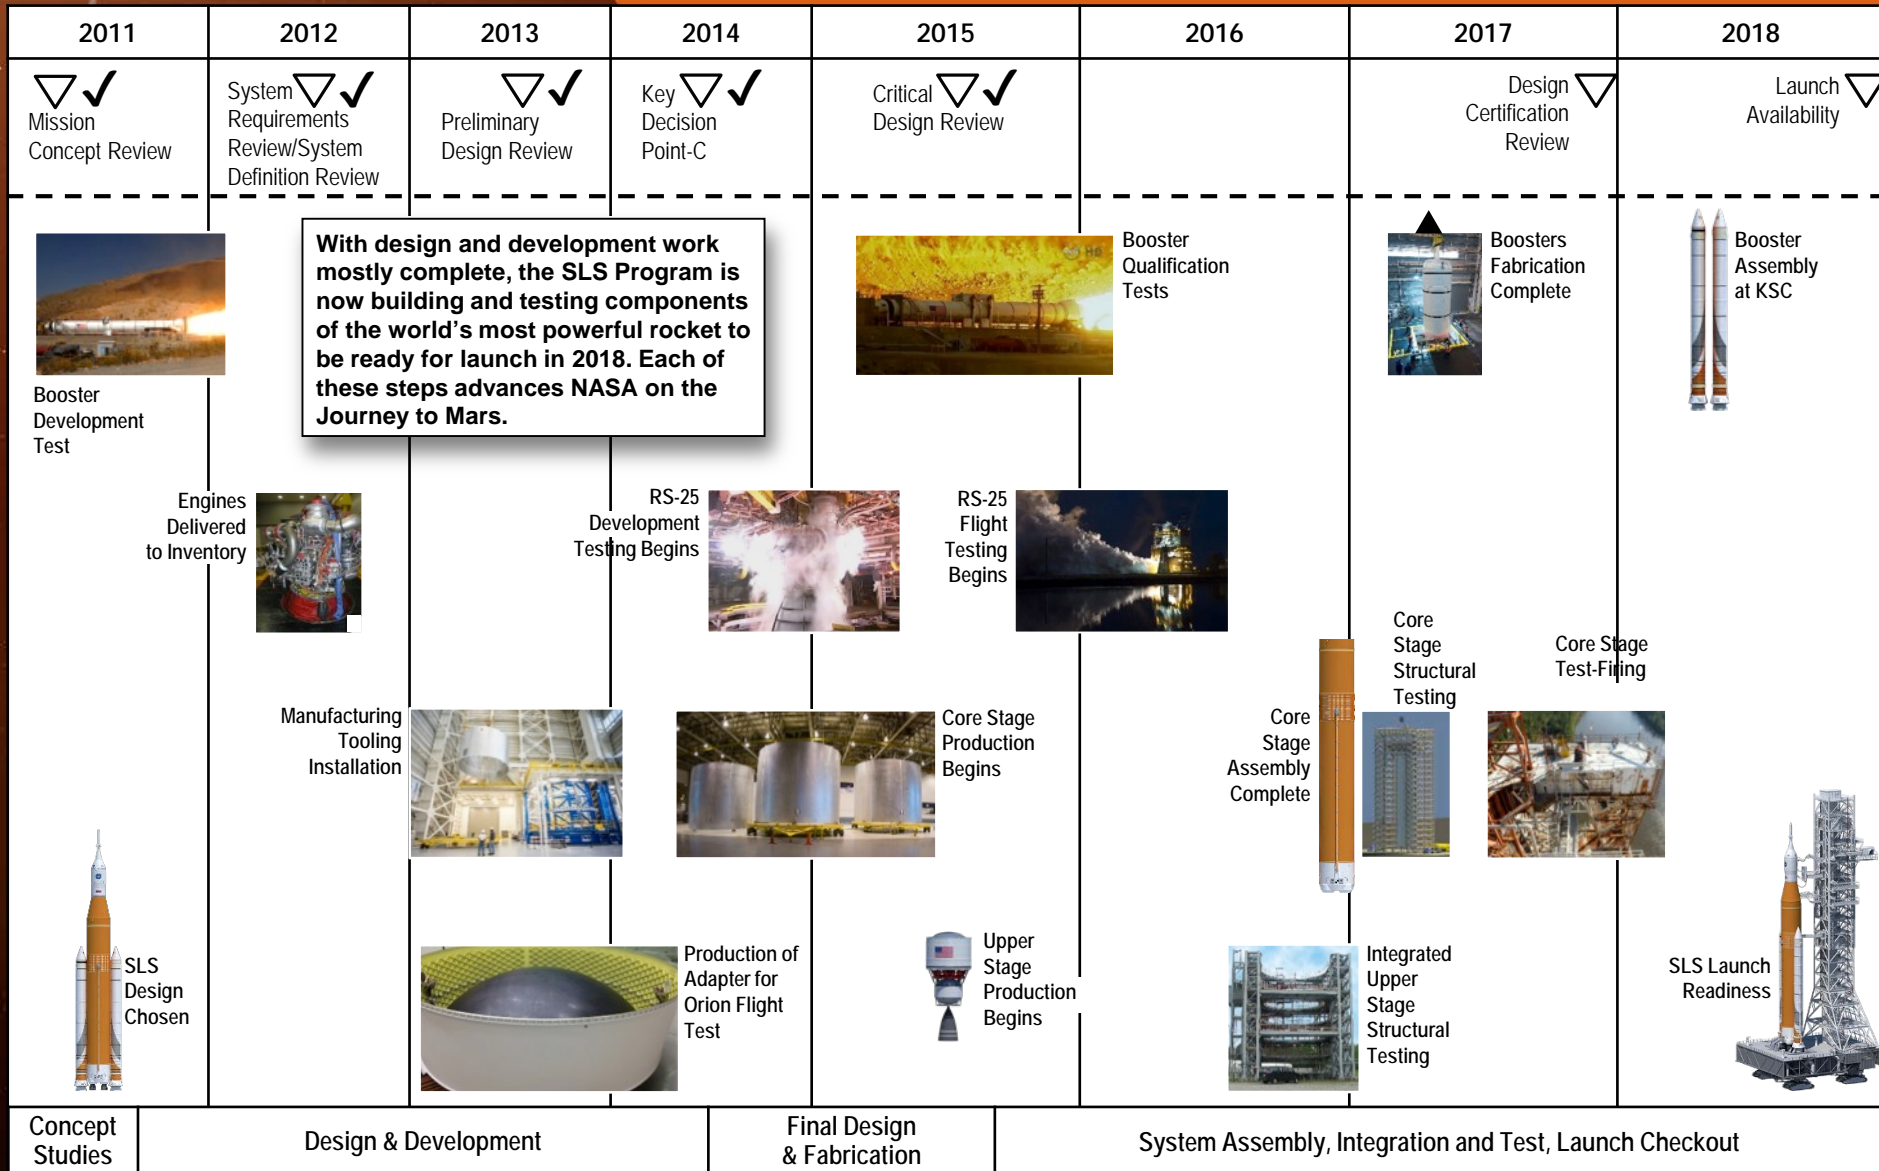 2011
2012
2013
2014
2015
2016
2017
2018
Mission
Concept Review
System
Requirements
Review/System
Definition Review
Preliminary
Design Review
Key
Decision
Point-C
Critical
Design Review
Design
Certification
Review
Launch
Availability
With design and development work
mostly complete, the SLS Program is
now building and testing components
of the world's most powerful rocket to
be ready for launch in 2018. Each of
these steps advances NASA on the
Journey to Mars.
Booster
Development
Test
Booster
Qualification
Tests
Boosters
Fabrication
Complete
Booster
Assembly
at KSC
Engines
Delivered
to Inventory
RS-25
Development
Testing Begins
RS-25
Flight
Testing
Begins
Manufacturing
Tooling
Installation
Core Stage
Production
Begins
Core
Stage
Assembly
Complete
Core
Stage
Structural
Testing
Core Stage
Test-Firing
SLS
Design
Chosen
Production of
Adapter for
Orion Flight
Test
Upper
Stage
Production
Begins
Integrated
Upper
Stage
Structural
Testing
SLS Launch
Readiness
Concept
Studies
Design & Development
Final Design
& Fabrication
System Assembly, Integration and Test, Launch Checkout